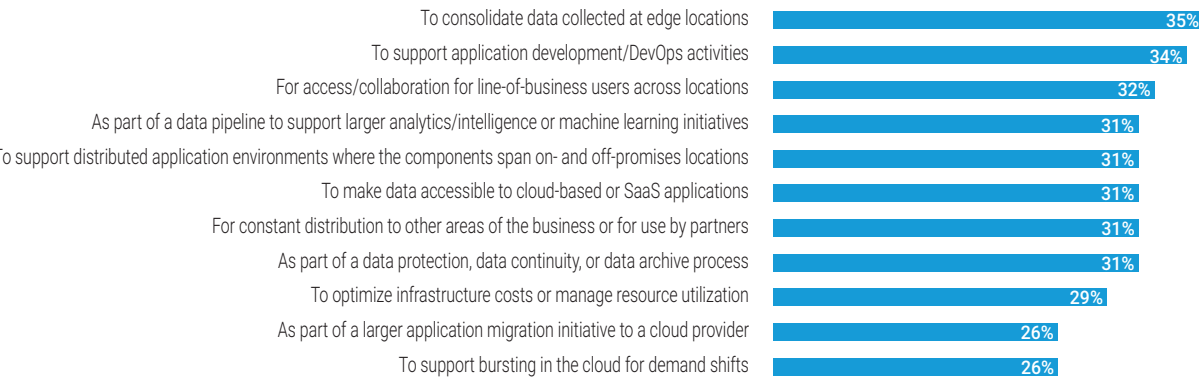 To consolidate data collected at edge locations 35%
To support application development/DevOps activities 34%
For access/collaboration for line-of-business users across locations 32%
As part of a data pipeline to support larger analytics/intelligence or machine learning initiatives 31%
To support distributed application environments where the components span on- and off-promises locations 31%
To make data accessible to cloud-based or SaaS applications 31%
For constant distribution to other areas of the business or for use by partners 31%
As part of a data protection, data continuity, or data archive process 31%
To optimize infrastructure costs or manage resource utilization 29%
As part of a larger application migration initiative to a cloud provider 26%
To support bursting in the cloud for demand shifts 26%